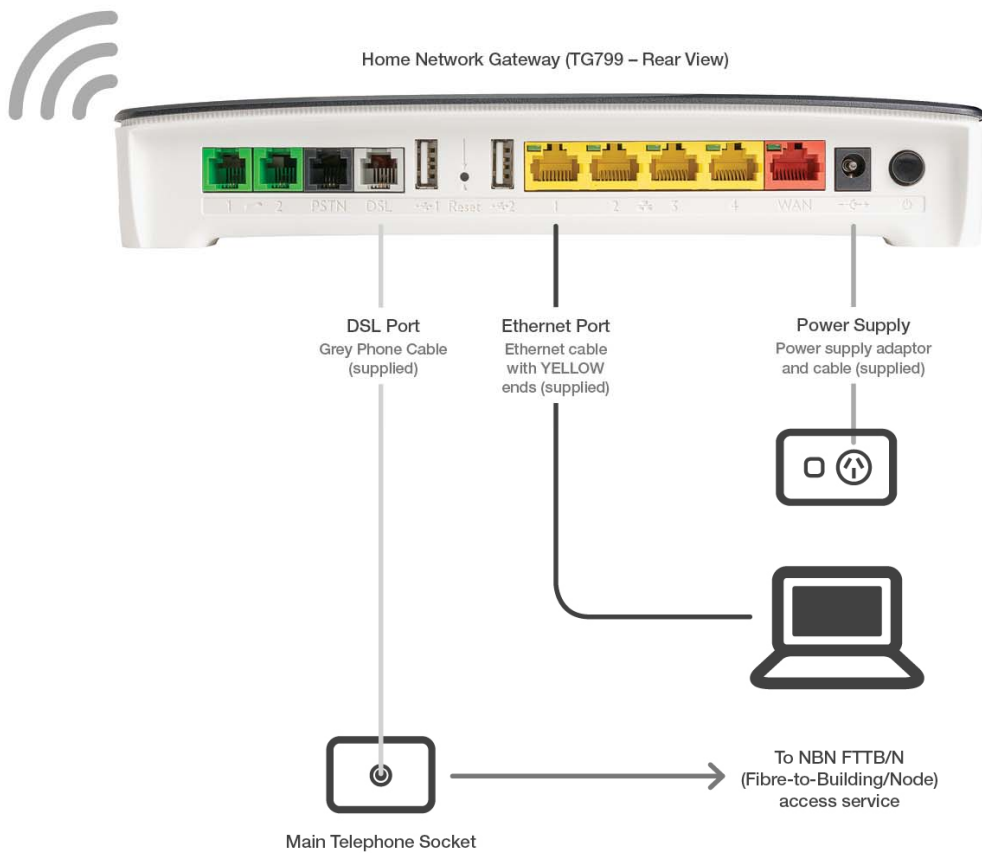 Home Network Gateway (TG799 – Rear View)
1 2 PSTN DSL 1 Reset 2 1 2 3 4 WAN
DSL Port
Grey Phone Cable
(supplied)
Ethernet Port
Ethernet cable
with YELLOW
ends (supplied)
Power Supply
Power supply adaptor
and cable (supplied)
To NBN FTTB/N
(Fibre-to-Building/Node)
access service
Main Telephone Socket